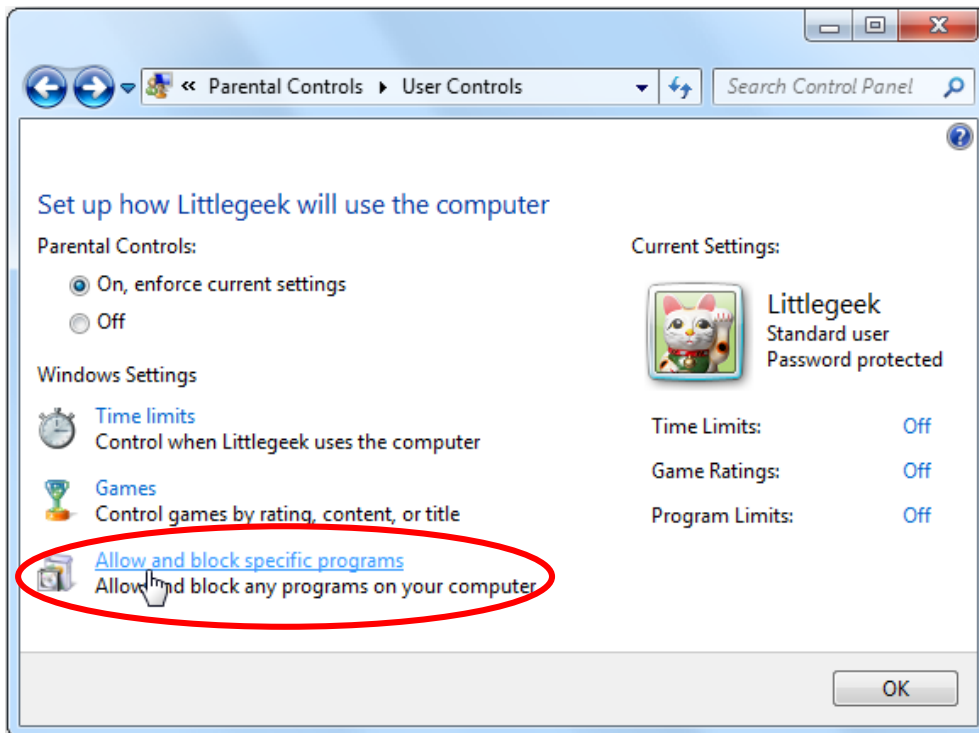 « Parental Controls ▸ User Controls
Search Control Panel
Set up how Littlegeek will use the computer
Parental Controls:
On, enforce current settings
Off
Windows Settings
Time limits
Control when Littlegeek uses the computer
Games
Control games by rating, content, or title
Allow and block specific programs
Allow and block any programs on your computer
Current Settings:
Littlegeek
Standard user
Password protected
Time Limits: Off
Game Ratings: Off
Program Limits: Off
OK